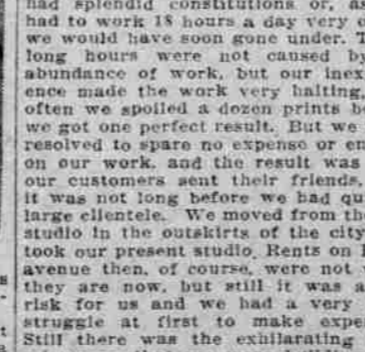 had splendid constitutions or, as
had to work 18 hours a day very
we would have soon gone under. T
long hours were not caused by
abundance of work, but our inex
ence made the work very halting,
often we spoiled a dozen prints be
we got one perfect result. But we
resolved to spare no expense or en
on our work, and the result was
our customers sent their friends,
it was not long before we had qu
large clientele. We moved from the
studio in the outskirts of the city
took our present studio. Rents on
avenue then, of course, were not
they are now, but still it was a
risk for us and we had a very
struggle at first to make expe
Still there was the exhilarating